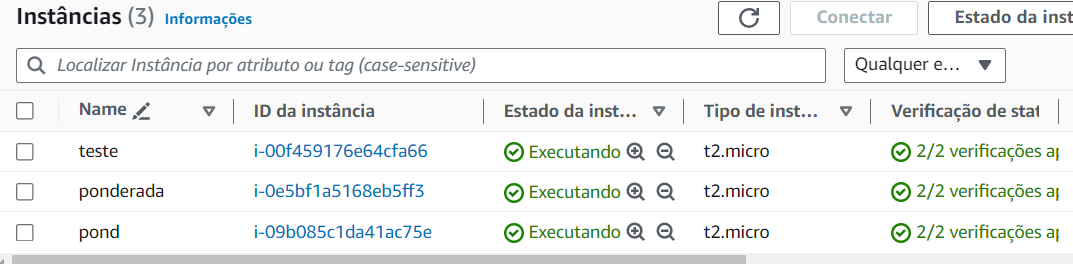 Instâncias (3) Informações Conectar Estado da inst
Localizar Instância por atributo ou tag (case-sensitive) Qualquer e...
Name ID da instância Estado da inst... Tipo de inst... Verificação de stat
teste i-00f459176e64cfa66 Executando t2.micro 2/2 verificações ap
ponderada i-0e5bf1a5168eb5ff3 Executando t2.micro 2/2 verificações ap
pond i-09b085c1da41ac75e Executando t2.micro 2/2 verificações ap